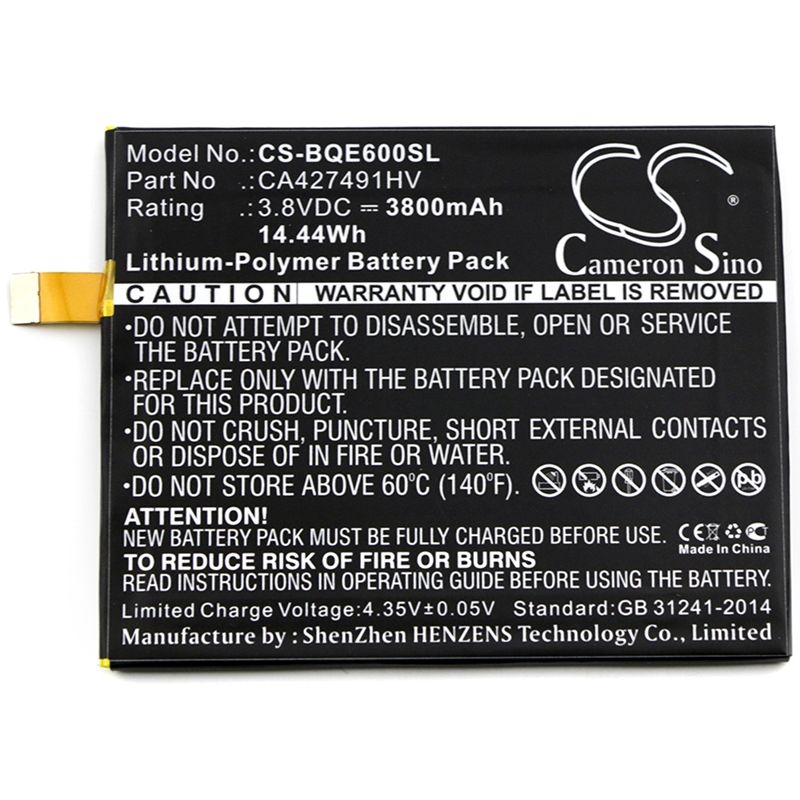 Model No.: CS-BQE600SL
Part No .: CA427491HV
Rating .: 3.8VDC ⎓ 3800mAh
14.44Wh
Lithium-Polymer Battery Pack
CS
®
Cameron Sino
CAUTION WARRANTY VOID IF LABEL IS REMOVED
•DO NOT ATTEMPT TO DISASSEMBLE, OPEN OR SERVICE
THE BATTERY PACK.
•REPLACE ONLY WITH THE BATTERY PACK DESIGNATED
FOR THIS PRODUCT.
•DO NOT CRUSH, PUNCTURE, SHORT EXTERNAL CONTACTS
OR DISPOSE OF IN FIRE OR WATER.
•DO NOT STORE ABOVE 60°C (140°F).
Pb
ATTENTION!
NEW BATTERY PACK MUST BE FULLY CHARGED BEFORE USE.
CE
Made In China
TO REDUCE RISK OF FIRE OR BURNS
READ INSTRUCTIONS IN OPERATING GUIDE BEFORE USING THE BATTERY.
Limited Charge Voltage:4.35V±0.05V Standard:GB 31241-2014
Manufacture by : ShenZhen HENZENS Technology Co., Limited